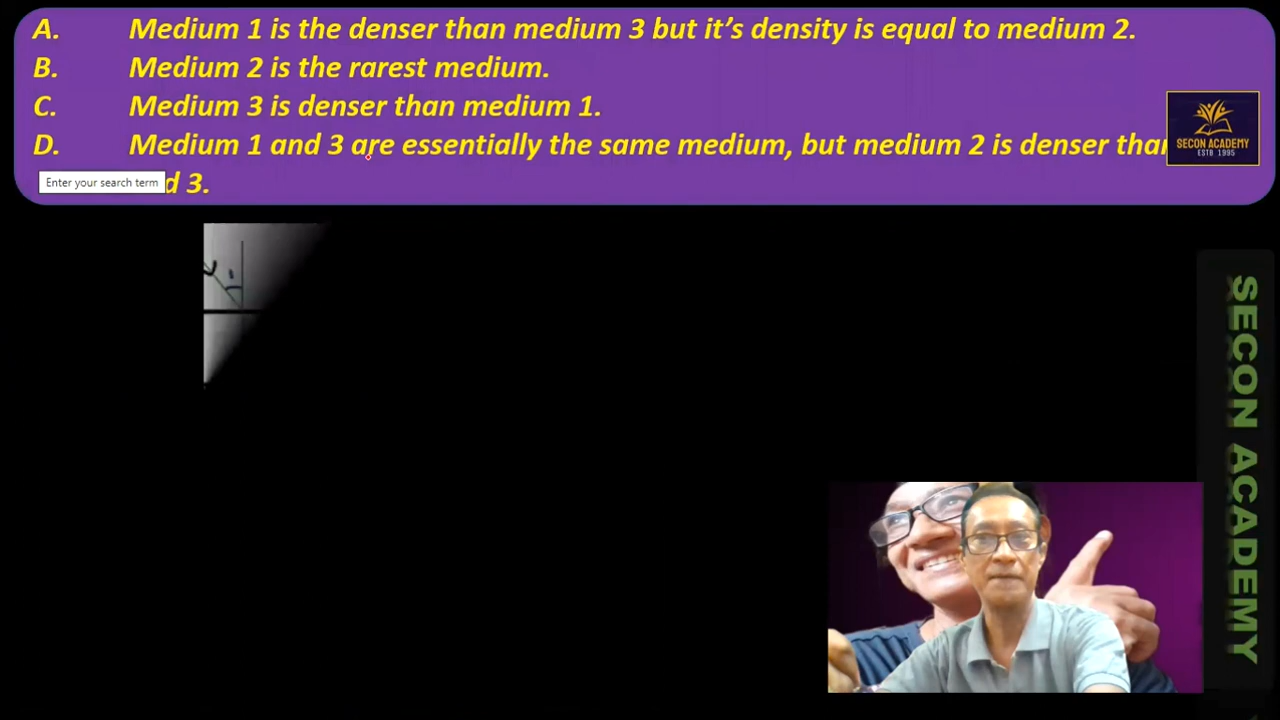 A. Medium 1 is the denser than medium 3 but it’s density is equal to medium 2.
B. Medium 2 is the rarest medium.
C. Medium 3 is denser than medium 1.
D. Medium 1 and 3 are essentially the same medium, but medium 2 is denser
3.
Enter your search term
SECON ACADEMY
ESTB 1995
SECON ACADEMY